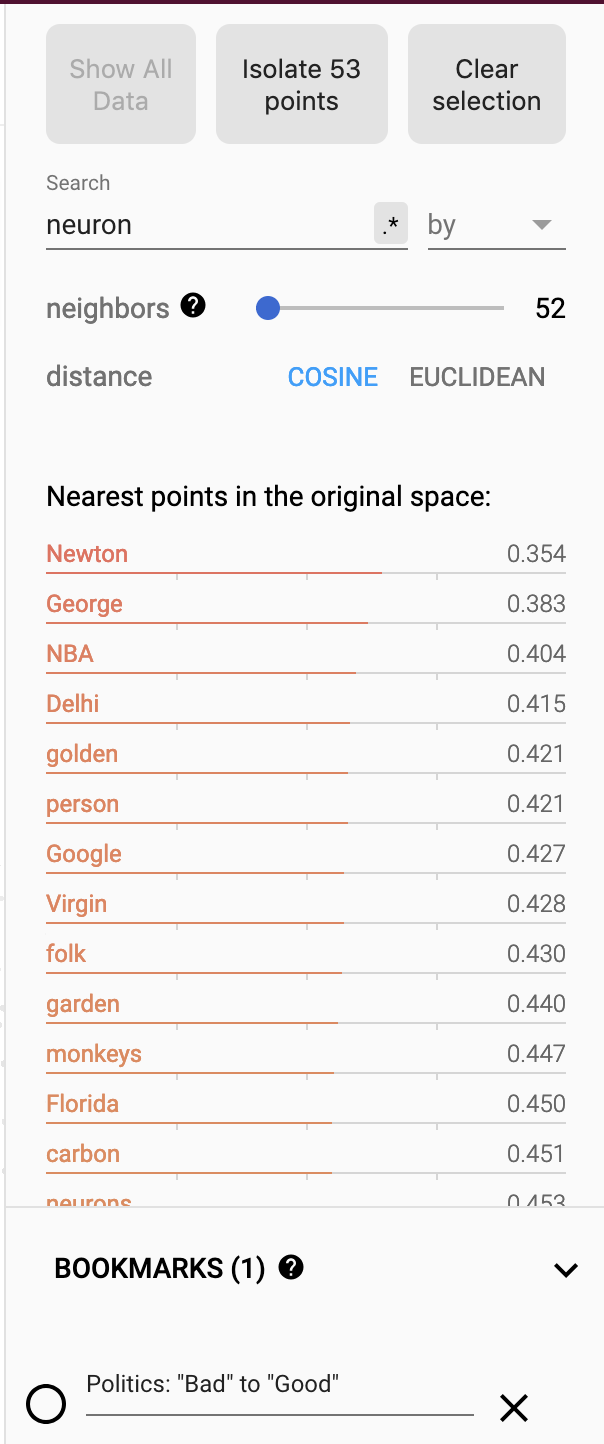 Show All Data
Isolate 53 points
Clear selection
Search
neuron .* by
neighbors ? 52
distance COSINE EUCLIDEAN
Nearest points in the original space:
Newton 0.354
George 0.383
NBA 0.404
Delhi 0.415
golden 0.421
person 0.421
Google 0.427
Virgin 0.428
folk 0.430
garden 0.440
monkeys 0.447
Florida 0.450
carbon 0.451
neurons 0.453
BOOKMARKS (1) ?
Politics: "Bad" to "Good"